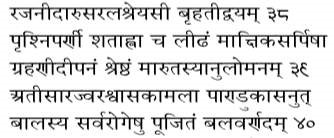 रजनीदारुसरलश्रेयसी बृहतीद्वयम् ३८
पृश्निपर्णी शताह्वा च लीढं माक्षिकसर्पिषा
ग्रहणीदीपनं श्रेष्ठं मारुतस्यानुलोमनम् ३९
अतीसारज्वरश्वासकामला पाण्डुकासनुत्
बालस्य सर्वरोगेषु पूजितं बलवर्णदम् ४०